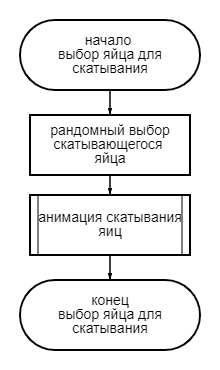 начало
выбор яйца для
скатывания
рандомный выбор
скатывающегося
яйца
анимация скатывания
яиц
конец
выбор яйца для
скатывания